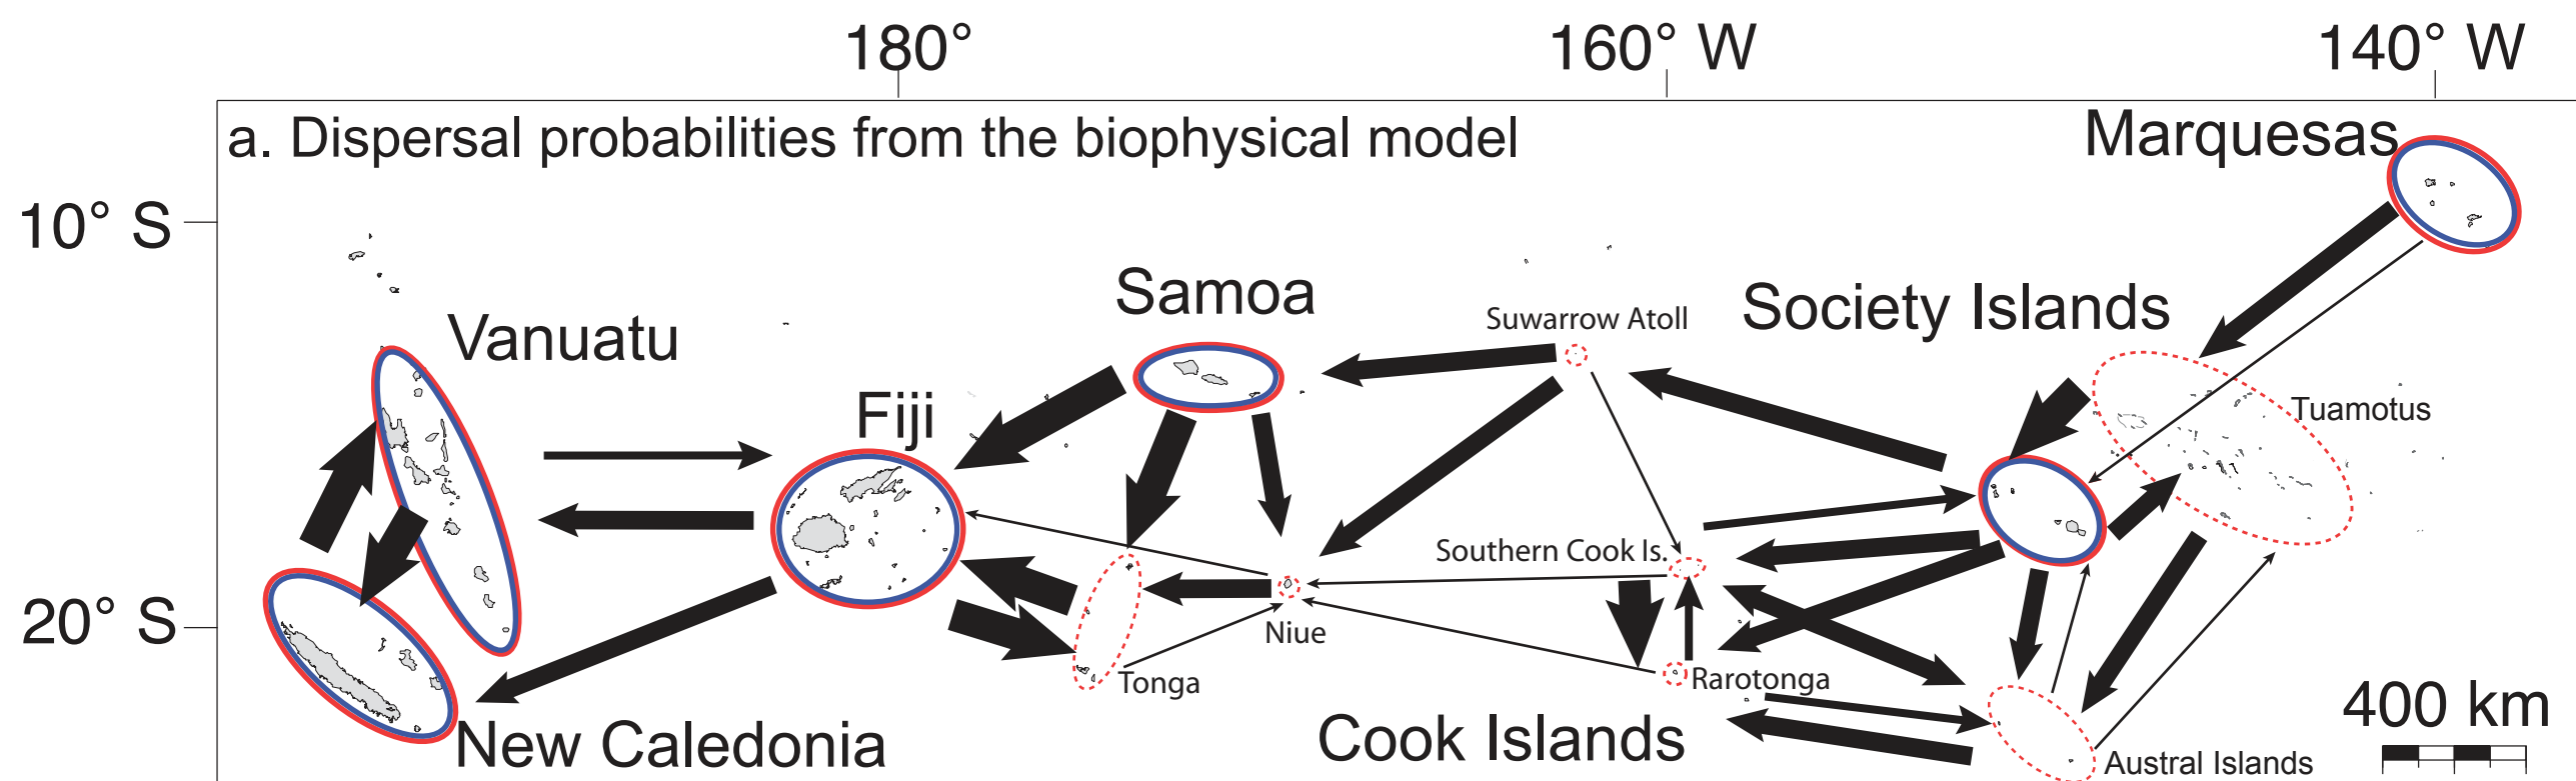 180°
160° W
140° W
a. Dispersal probabilities from the biophysical model
Marquesas
10° S
Samoa
Suwarrow Atoll
Society Islands
Vanuatu
Fiji
Tuamotus
Southern Cook Is.
20° S
Niue
Tonga
Rarotonga
400 km
New Caledonia
Cook Islands
Austral Islands